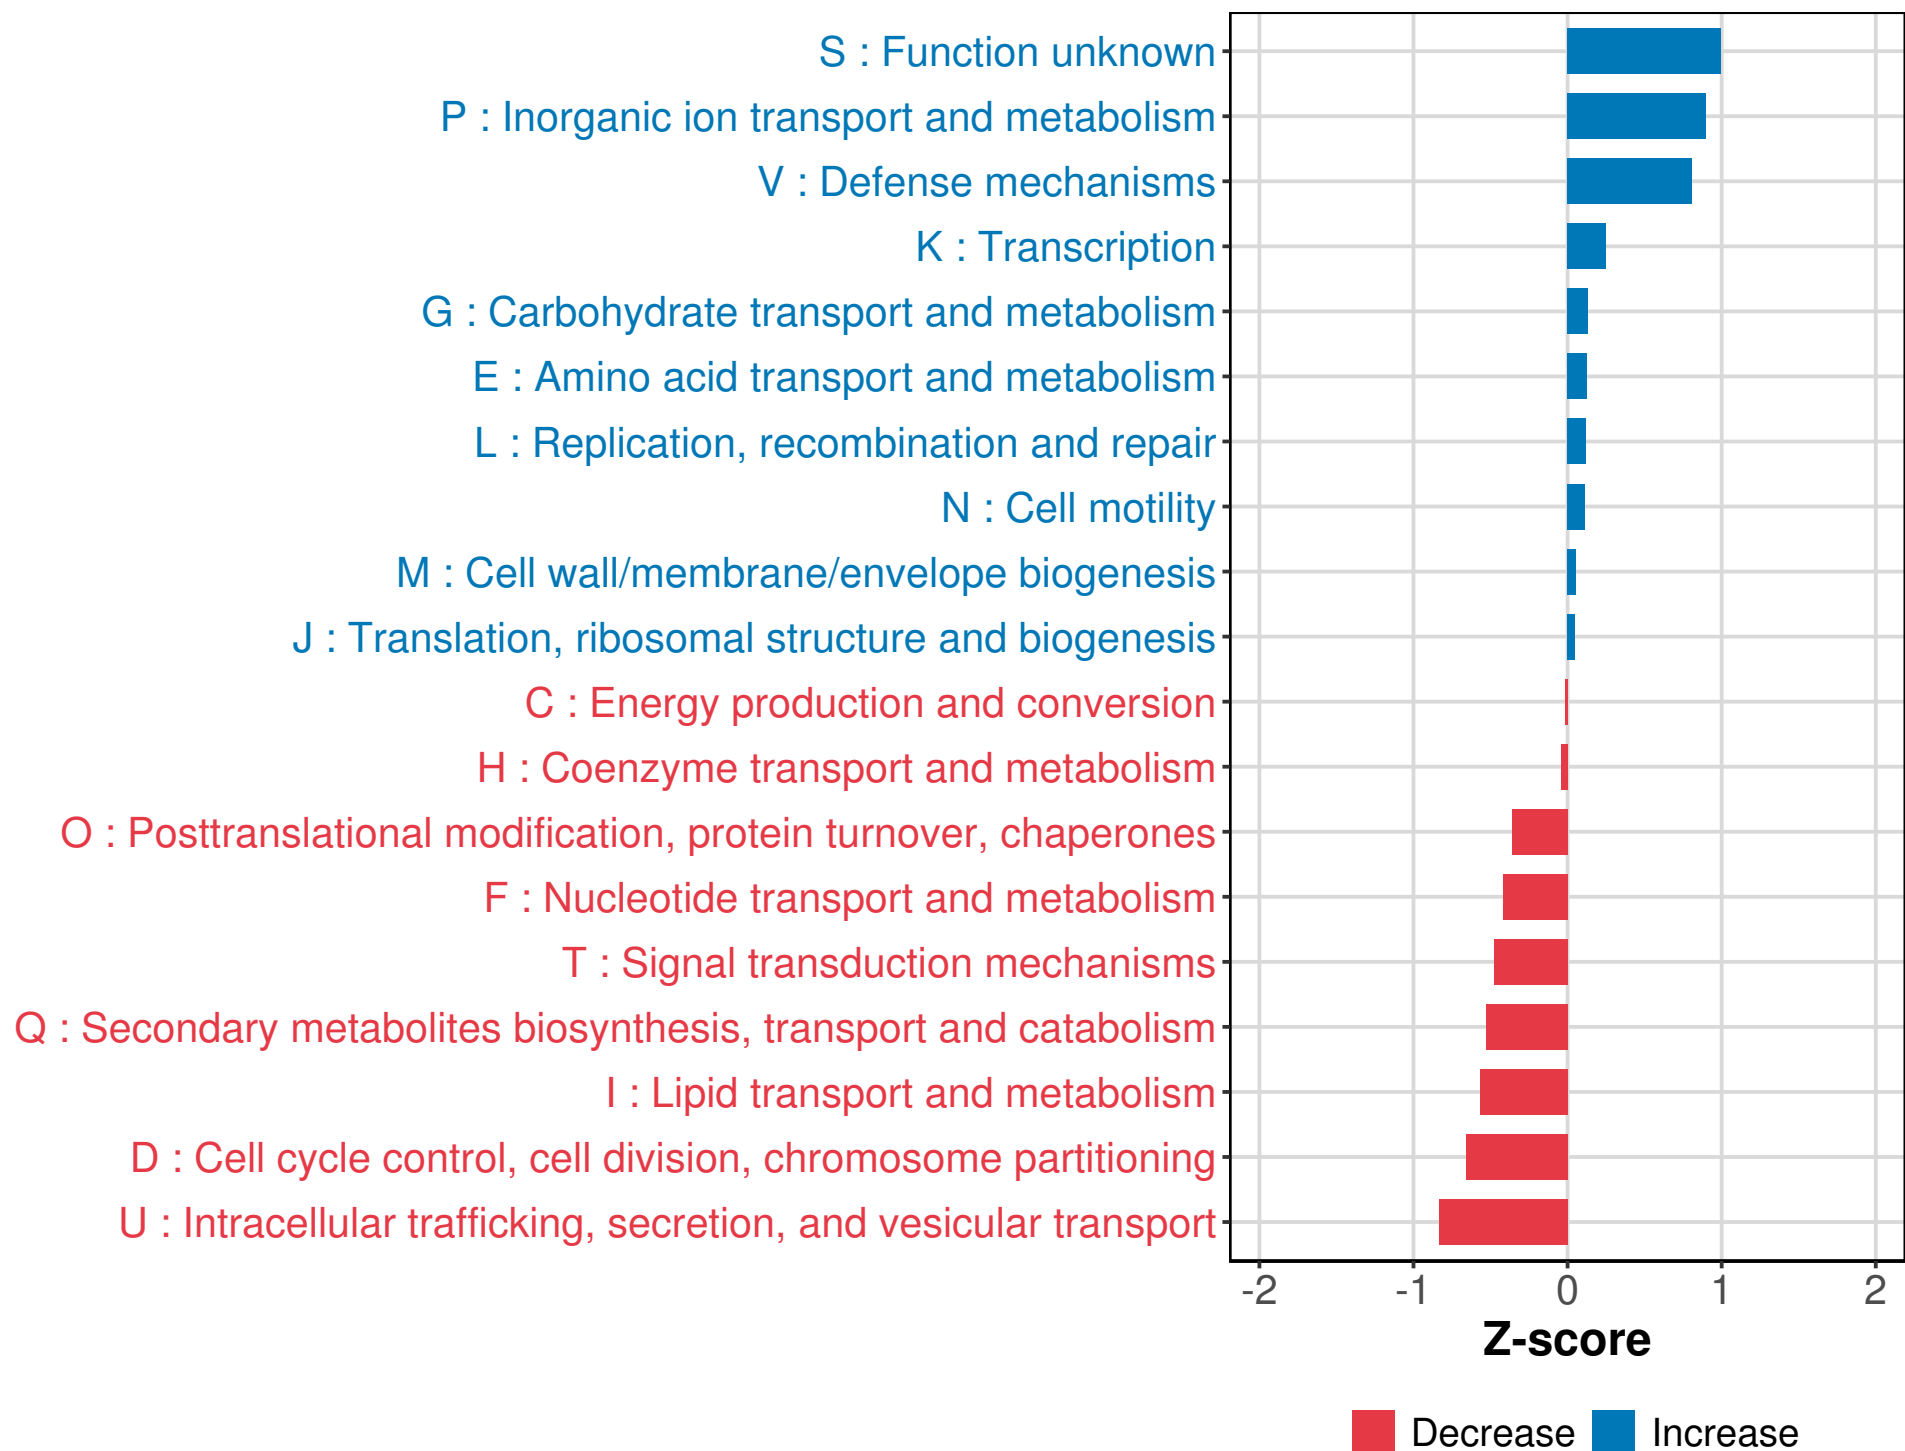 S : Function unknown
P : Inorganic ion transport and metabolism
V : Defense mechanisms
K : Transcription
G : Carbohydrate transport and metabolism
E : Amino acid transport and metabolism
L : Replication, recombination and repair
N : Cell motility
M : Cell wall/membrane/envelope biogenesis
J : Translation, ribosomal structure and biogenesis
C : Energy production and conversion
H : Coenzyme transport and metabolism
O : Posttranslational modification, protein turnover, chaperones
F : Nucleotide transport and metabolism
T : Signal transduction mechanisms
Q : Secondary metabolites biosynthesis, transport and catabolism
I : Lipid transport and metabolism
D : Cell cycle control, cell division, chromosome partitioning
U : Intracellular trafficking, secretion, and vesicular transport
-2 -1 0 1 2
Z-score
Decrease Increase